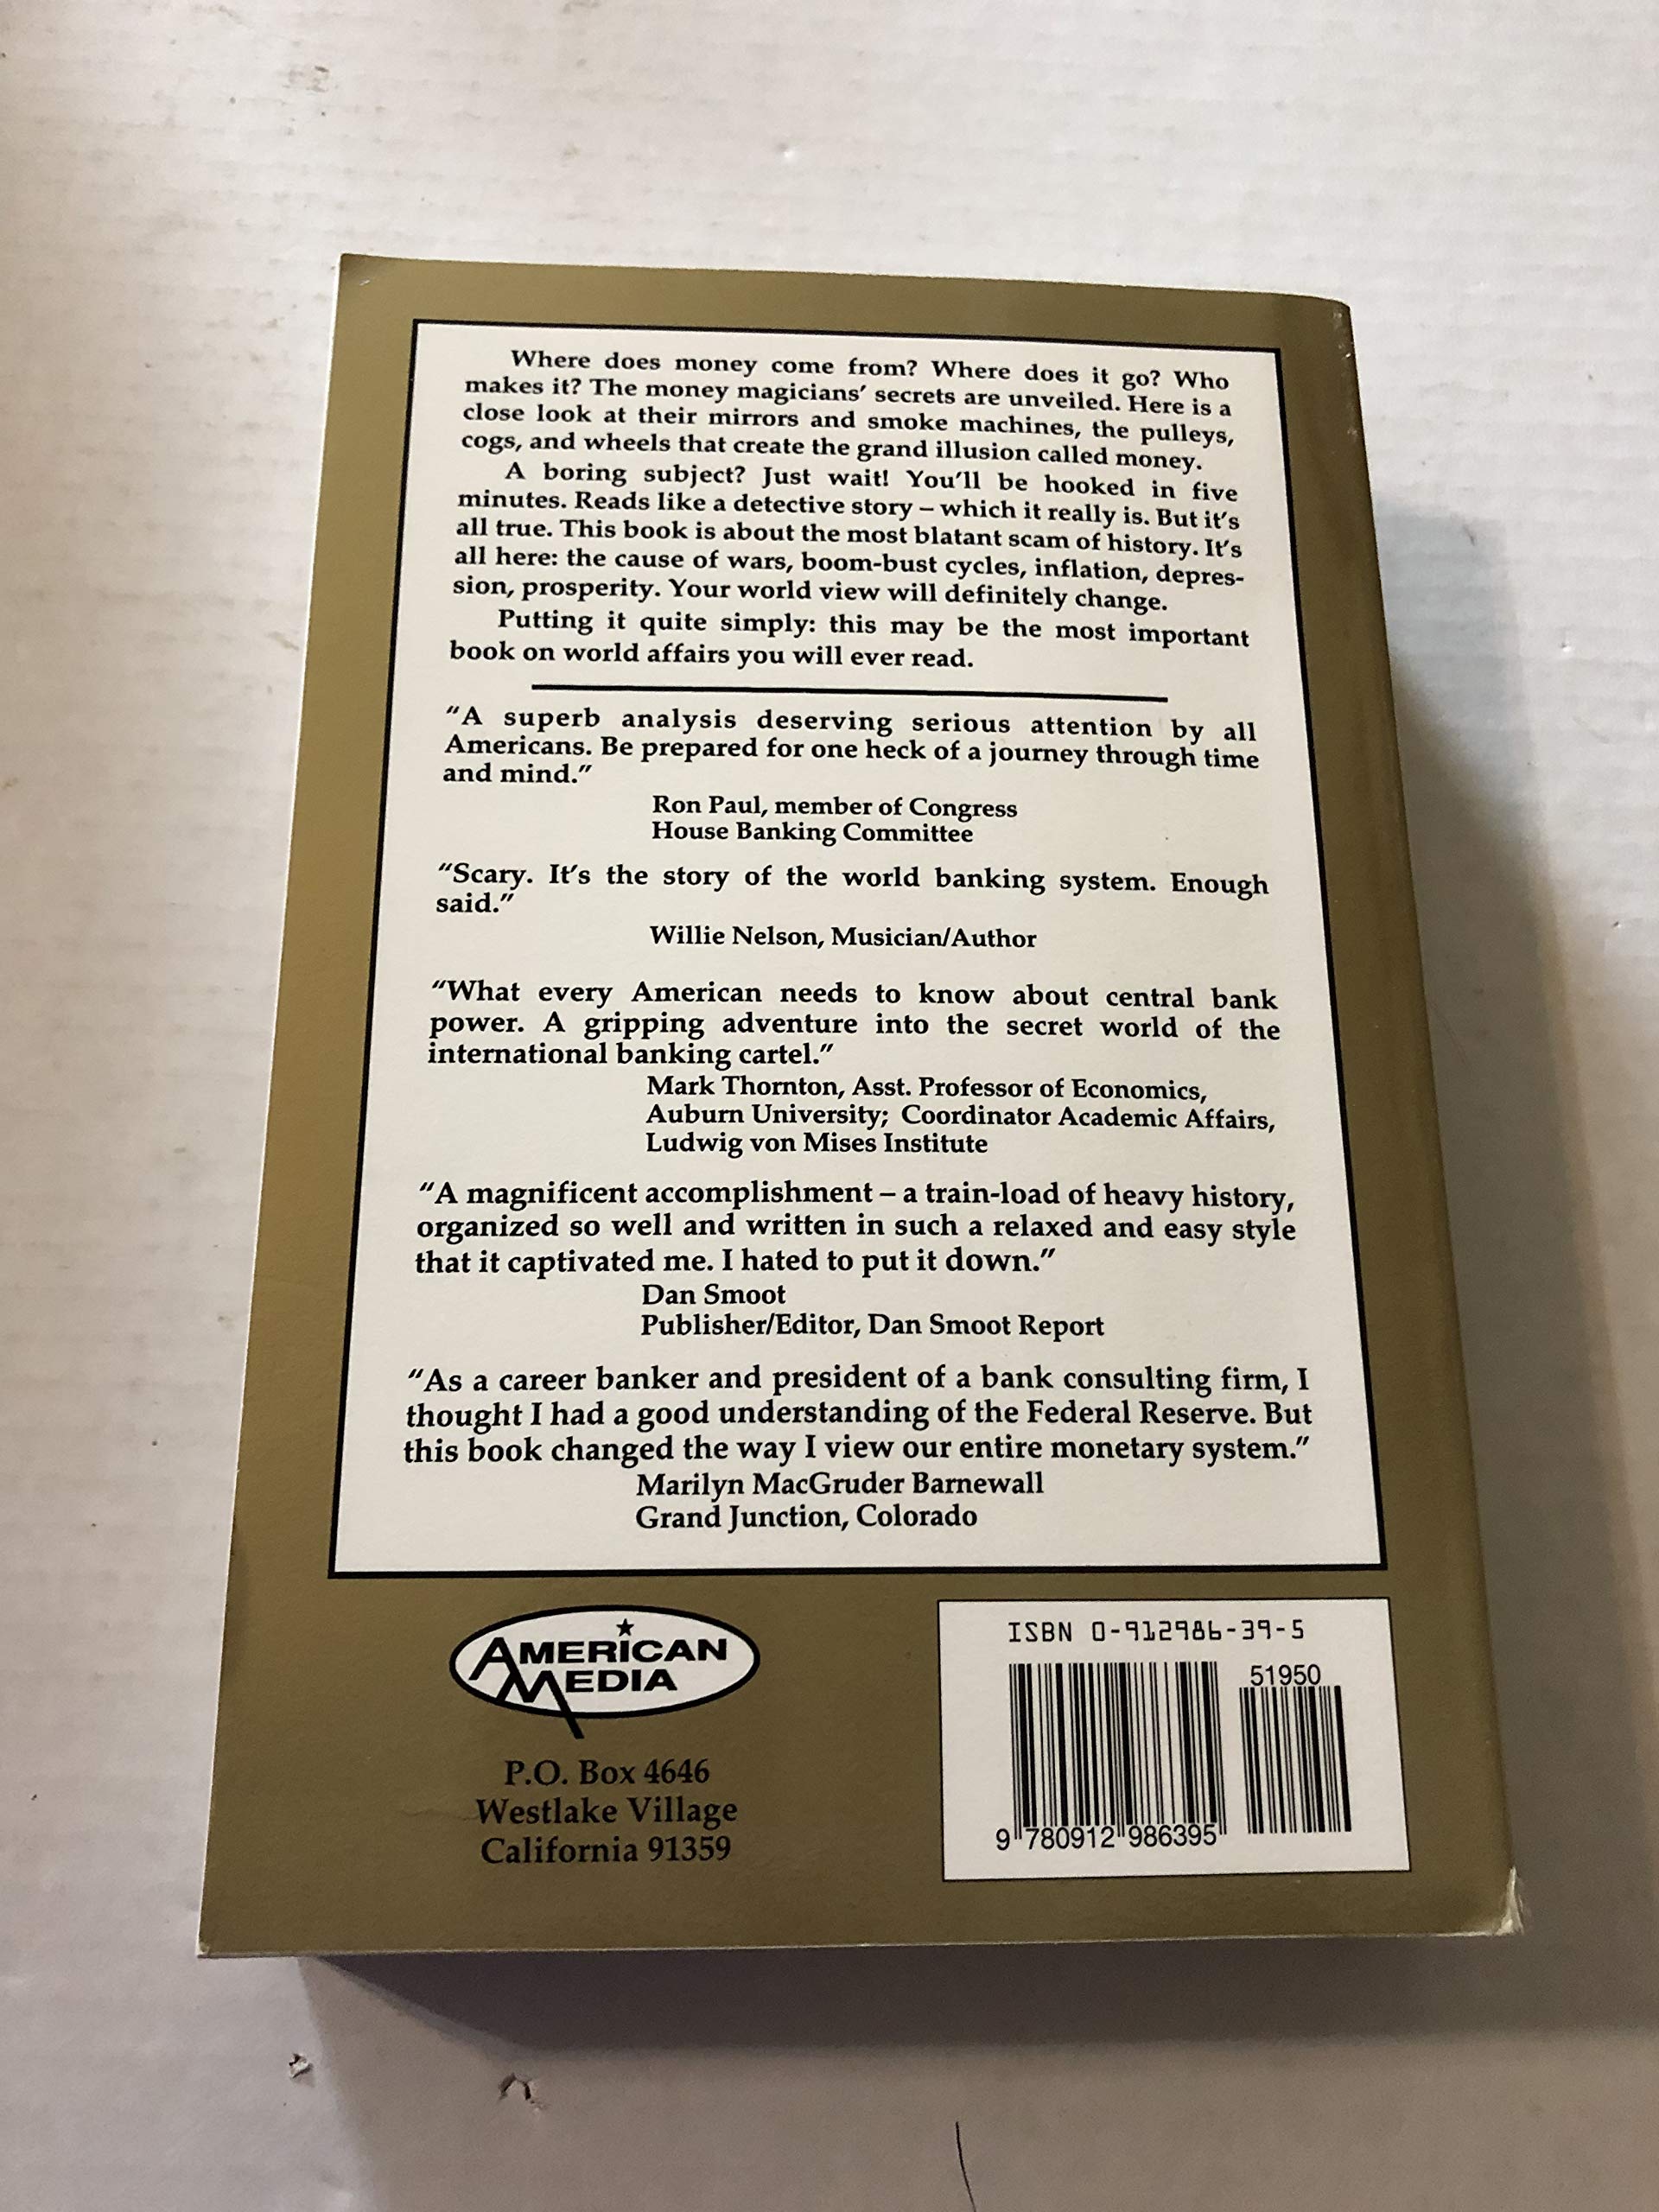 Where does money come from? Where does it go? Who
makes it? The money magicians’ secrets are unveiled. Here is a
close look at their mirrors and smoke machines, the pulleys,
cogs, and wheels that create the grand illusion called money.
A boring subject? Just wait! You’ll be hooked in five
minutes. Reads like a detective story – which it really is. But it’s
all true. This book is about the most blatant scam of history. It’s
all here: the cause of wars, boom-bust cycles, inflation, depres-
sion, prosperity. Your world view will definitely change.
Putting it quite simply: this may be the most important
book on world affairs you will ever read.
“A superb analysis deserving serious attention by all
Americans. Be prepared for one heck of a journey through time
and mind.”
Ron Paul, member of Congress
House Banking Committee
“Scary. It’s the story of the world banking system. Enough
said.”
Willie Nelson, Musician/Author
“What every American needs to know about central bank
power. A gripping adventure into the secret world of the
international banking cartel.”
Mark Thornton, Asst. Professor of Economics,
Auburn University; Coordinator Academic Affairs,
Ludwig von Mises Institute
“A magnificent accomplishment – a train-load of heavy history,
organized so well and written in such a relaxed and easy style
that it captivated me. I hated to put it down.”
Dan Smoot
Publisher/Editor, Dan Smoot Report
“As a career banker and president of a bank consulting firm, I
thought I had a good understanding of the Federal Reserve. But
this book changed the way I view our entire monetary system.”
Marilyn MacGruder Barnewall
Grand Junction, Colorado
AMERICAN
MEDIA
P.O. Box 4646
Westlake Village
California 91359
ISBN 0-912986-39-5
51950
9 780912 986395